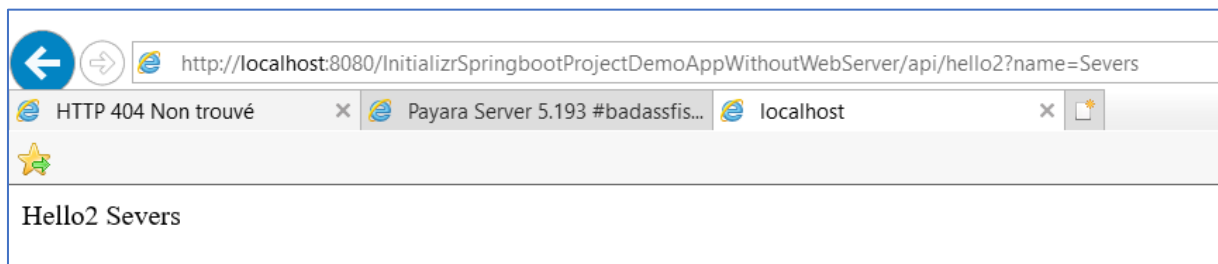 http://localhost:8080/InitializrSpringbootProjectDemoAppWithoutWebServer/api/hello2?name=Severs
HTTP 404 Non trouvé
Payara Server 5.193 #badassfis...
localhost
Hello2 Severs